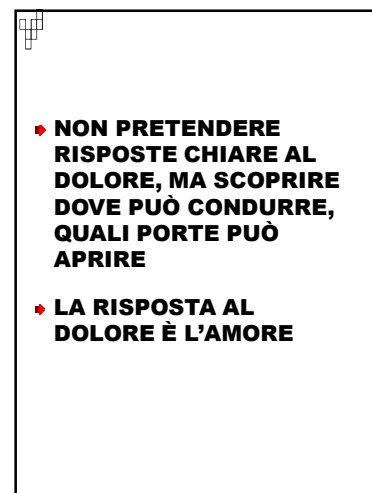 NON PRETENDERE
RISPOSTE CHIARE AL
DOLORE, MA SCOPRIRE
DOVE PUÒ CONDURRE,
QUALI PORTE PUÒ
APRIRE
LA RISPOSTA AL
DOLORE È L’AMORE